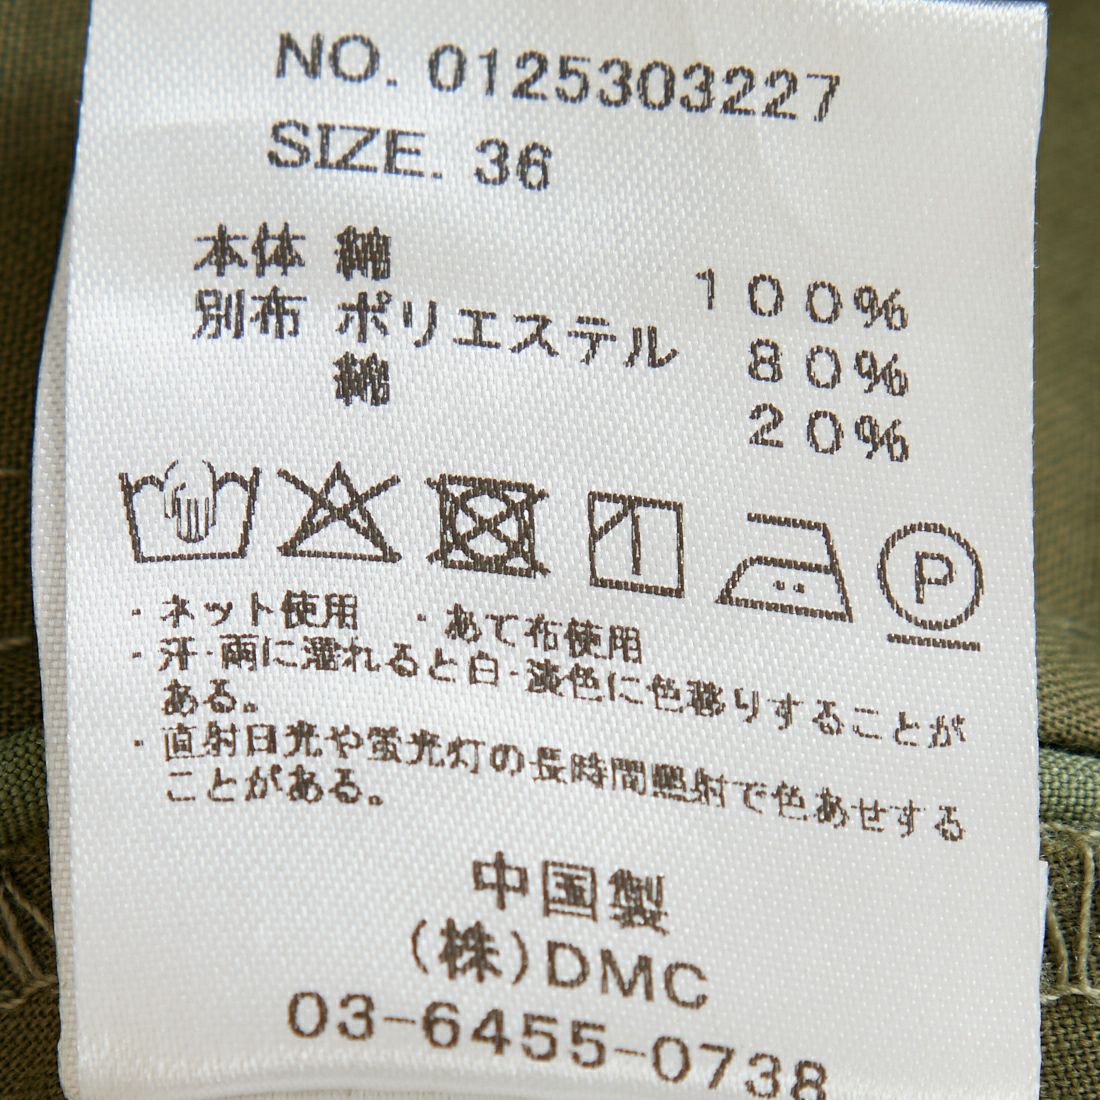 NO. 0125303227
SIZE. 36
本体 綿 100%
別布 ポリエステル 80%
綿 20%
P
・ネット使用 ・あて布使用
・汗・雨に濡れると白・淡色に色移りすることが
ある。
・直射日光や蛍光灯の長時間照射で色あせする
ことがある。
中国製
(株)DMC
03-6455-0738